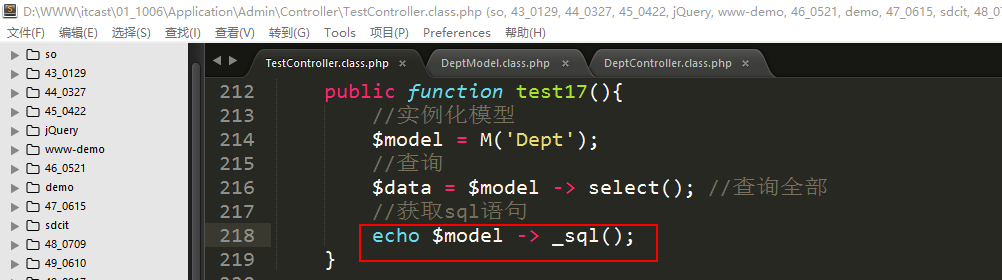 D:\WWW\itcast\01_1006\Application\Admin\Controller\TestController.class.php (so, 43_0129, 44_0327, 45_0422, jQuery, www-demo, 46_0521, demo, 47_0615, sdcit, 48_07
文件(F) 编辑(E) 选择(S) 查找(I) 查看(V) 转到(G) Tools 项目(P) Preferences 帮助(H)
so
43_0129
44_0327
45_0422
jQuery
www-demo
46_0521
demo
47_0615
sdcit
48_0709
49_0610
TestController.class.php × DeptModel.class.php × DeptController.class.php ×
212 public function test17(){
213 //实例化模型
214 $model = M('Dept');
215 //查询
216 $data = $model -> select(); //查询全部
217 //获取sql语句
218 echo $model -> _sql();
219 }